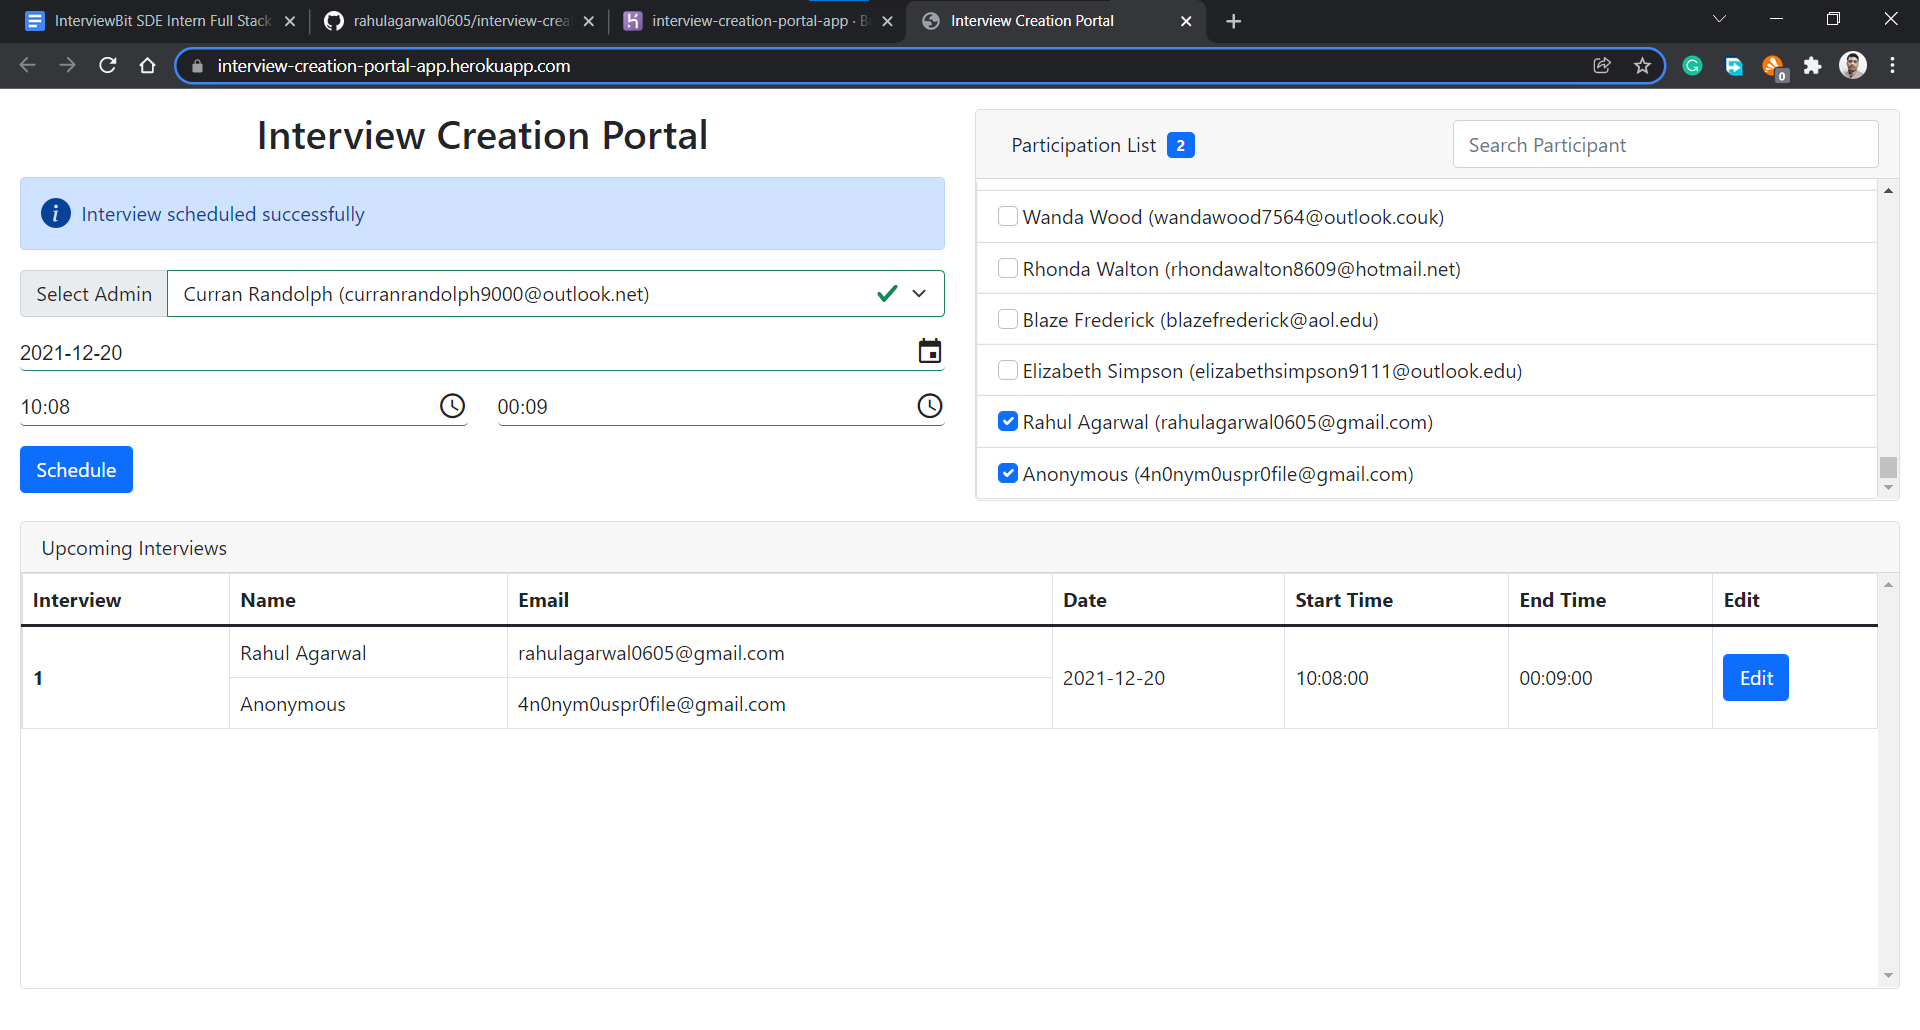 InterviewBit SDE Intern Full Stack
rahulagarwal0605/interview-crea
interview-creation-portal-app · B
Interview Creation Portal
interview-creation-portal-app.herokuapp.com
0
Interview Creation Portal
Interview scheduled successfully
Select Admin Curran Randolph (curranrandolph9000@outlook.net)
2021-12-20
10:08 00:09
Schedule
Participation List 2 Search Participant
Wanda Wood (wandawood7564@outlook.couk)
Rhonda Walton (rhondawalton8609@hotmail.net)
Blaze Frederick (blazefrederick@aol.edu)
Elizabeth Simpson (elizabethsimpson9111@outlook.edu)
Rahul Agarwal (rahulagarwal0605@gmail.com)
Anonymous (4n0nym0uspr0file@gmail.com)
Upcoming Interviews
Interview Name Email Date Start Time End Time Edit
1 Rahul Agarwal rahulagarwal0605@gmail.com 2021-12-20 10:08:00 00:09:00 Edit
Anonymous 4n0nym0uspr0file@gmail.com